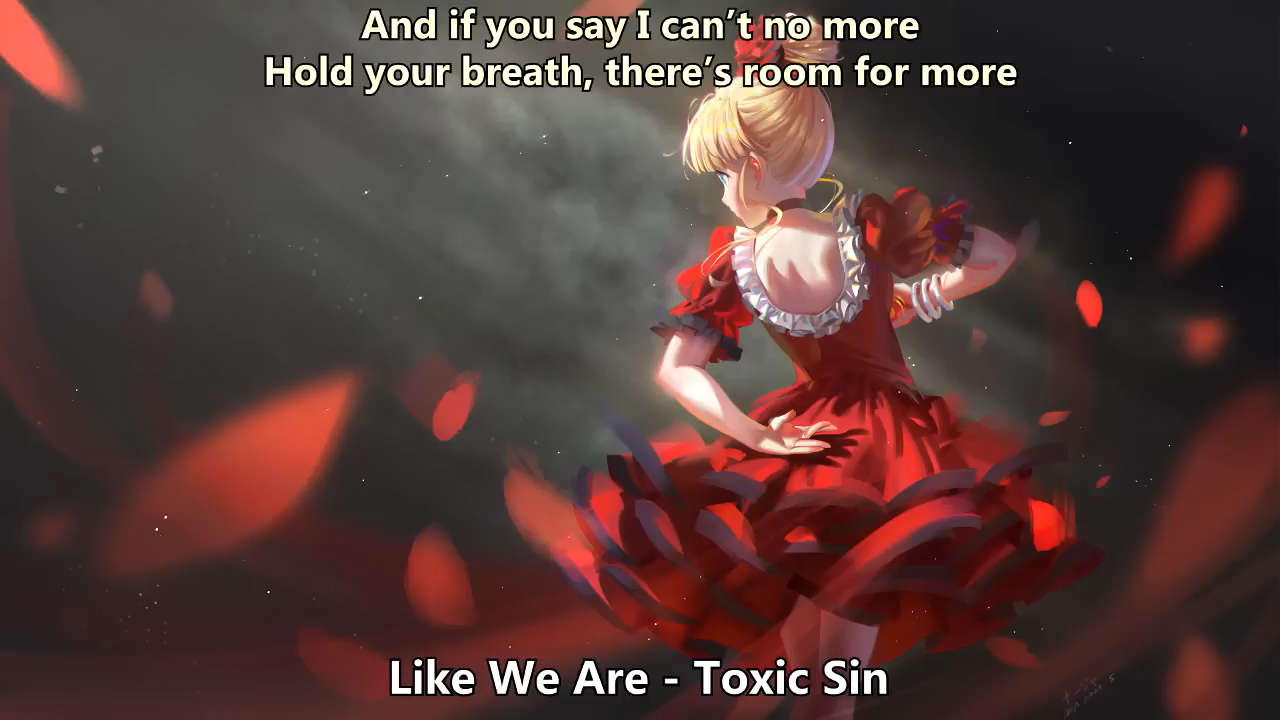 And if you say I can’t no more
Hold your breath, there’s room for more
Like We Are - Toxic Sin